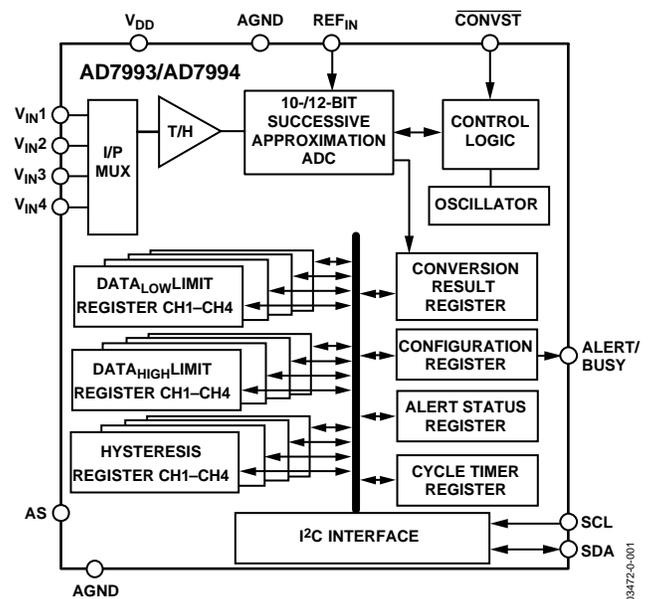 V_DD
AGND
REF_IN
CONVST
AD7993/AD7994
V_IN1
V_IN2
V_IN3
V_IN4
I/P
MUX
T/H
10-/12-BIT
SUCCESSIVE
APPROXIMATION
ADC
CONTROL
LOGIC
OSCILLATOR
DATA_LOW LIMIT
REGISTER CH1–CH4
CONVERSION
RESULT
REGISTER
DATA_HIGH LIMIT
REGISTER CH1–CH4
CONFIGURATION
REGISTER
ALERT/
BUSY
ALERT STATUS
REGISTER
HYSTERESIS
REGISTER CH1–CH4
CYCLE TIMER
REGISTER
AS
I²C INTERFACE
SCL
SDA
AGND
03472-0-001